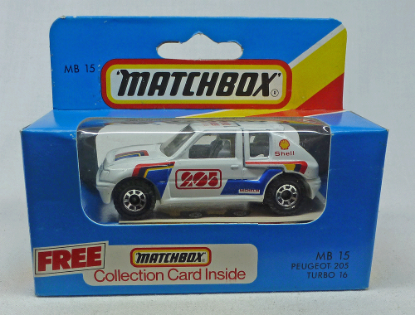 MB 15
MATCHBOX
Shell
205
FREE
MATCHBOX
Collection Card Inside
MB 15
PEUGEOT 205
TURBO 16